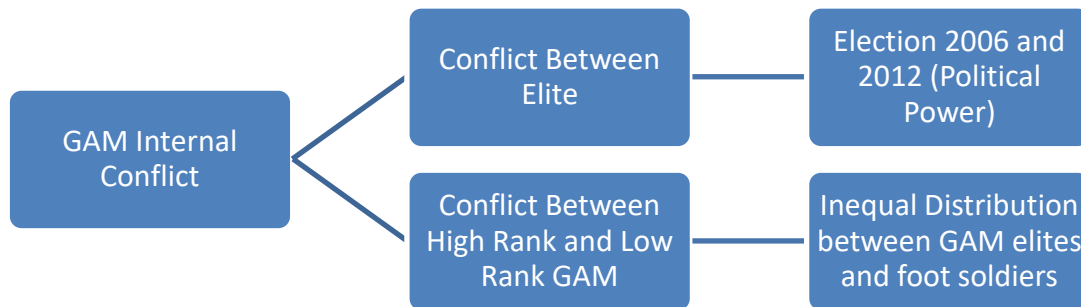 GAM Internal
Conflict
Conflict Between
Elite
Election 2006 and
2012 (Political
Power)
Conflict Between
High Rank and Low
Rank GAM
Inequal Distribution
between GAM elites
and foot soldiers